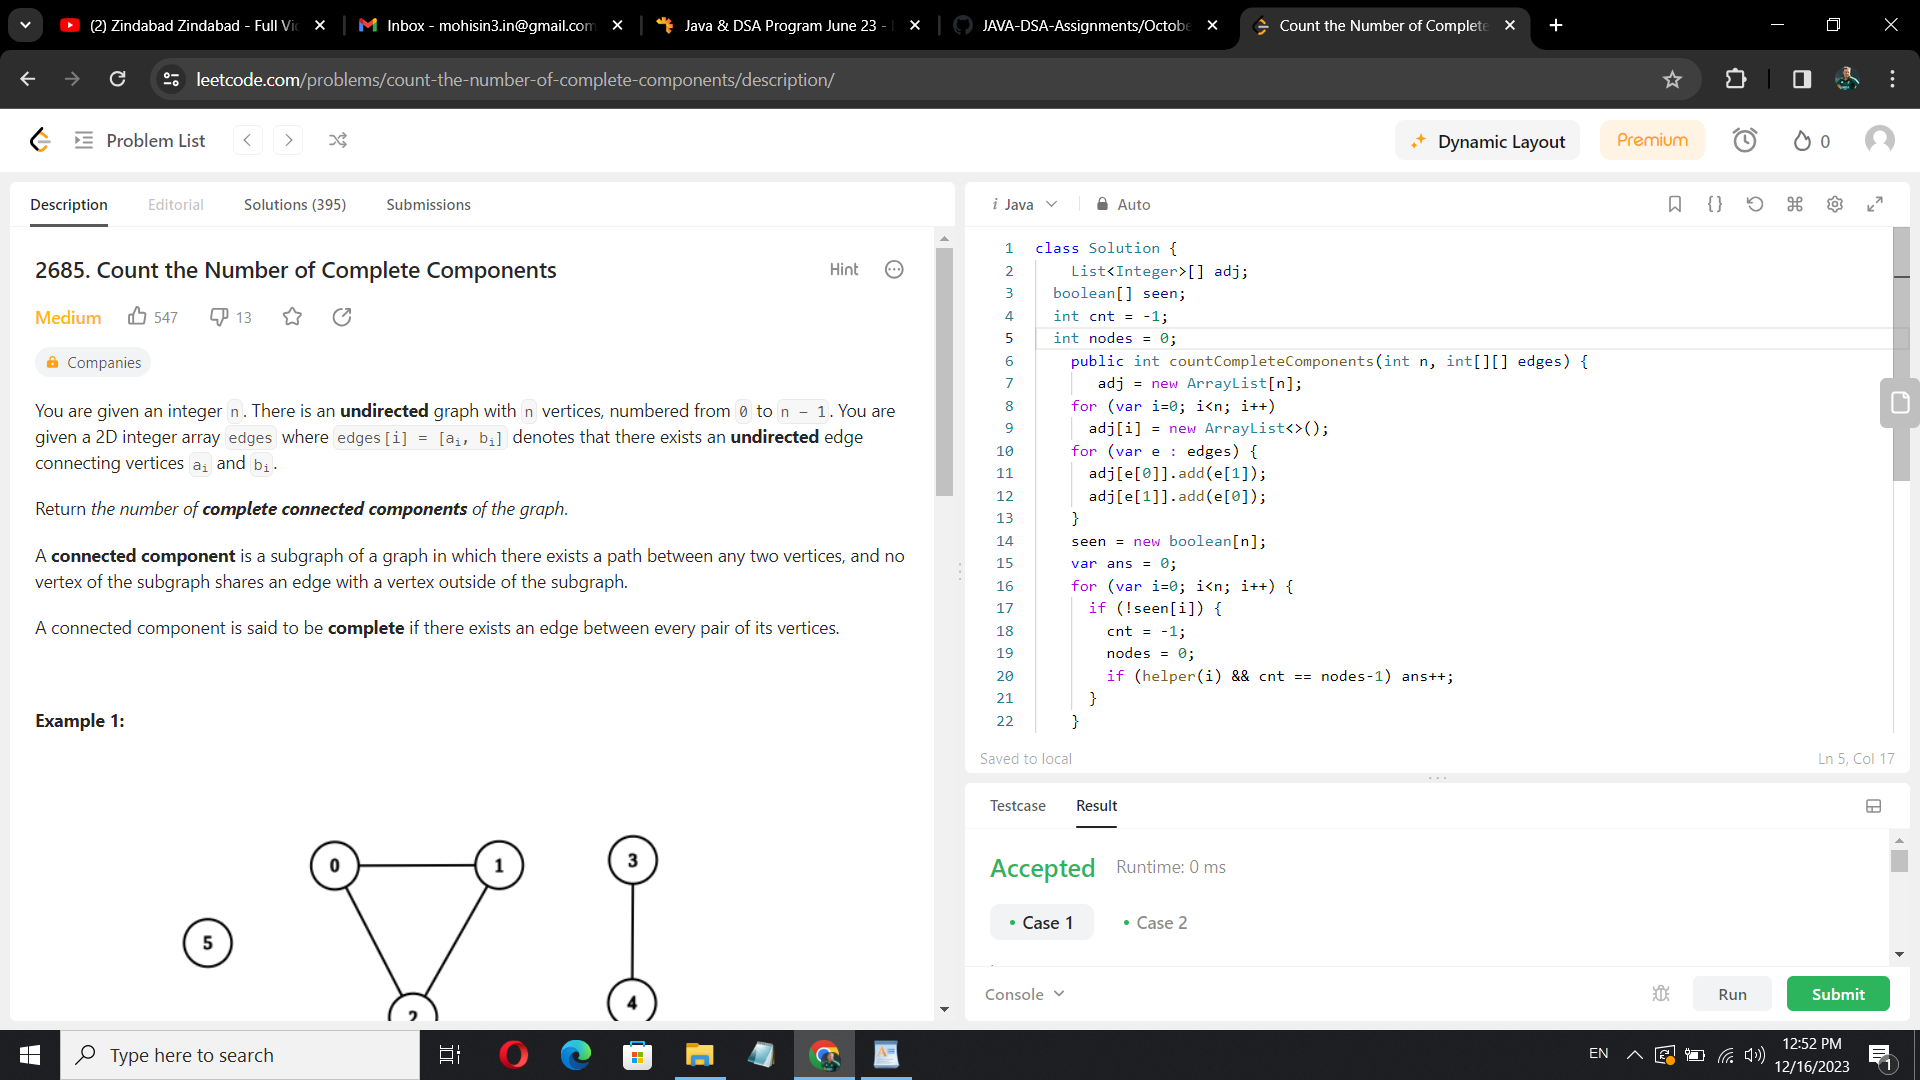 (2) Zindabad Zindabad - Full Vi
Inbox - mohisin3.in@gmail.com
Java & DSA Program June 23 -
JAVA-DSA-Assignments/Octobe
Count the Number of Complete
leetcode.com/problems/count-the-number-of-complete-components/description/
Problem List
Dynamic Layout
Premium
0
Description
Editorial
Solutions (395)
Submissions
2685. Count the Number of Complete Components
Hint
Medium
547
13
Companies
You are given an integer n. There is an undirected graph with n vertices, numbered from 0 to n - 1. You are
given a 2D integer array edges where edges[i] = [ai, bi] denotes that there exists an undirected edge
connecting vertices ai and bi.
Return the number of complete connected components of the graph.
A connected component is a subgraph of a graph in which there exists a path between any two vertices, and no
vertex of the subgraph shares an edge with a vertex outside of the subgraph.
A connected component is said to be complete if there exists an edge between every pair of its vertices.
Example 1:
0
1
3
5
2
4
i Java
Auto
1 class Solution {
2 List<Integer>[] adj;
3 boolean[] seen;
4 int cnt = -1;
5 int nodes = 0;
6 public int countCompleteComponents(int n, int[][] edges) {
7 adj = new ArrayList[n];
8 for (var i=0; i<n; i++)
9 adj[i] = new ArrayList<>();
10 for (var e : edges) {
11 adj[e[0]].add(e[1]);
12 adj[e[1]].add(e[0]);
13 }
14 seen = new boolean[n];
15 var ans = 0;
16 for (var i=0; i<n; i++) {
17 if (!seen[i]) {
18 cnt = -1;
19 nodes = 0;
20 if (helper(i) && cnt == nodes-1) ans++;
21 }
22 }
Saved to local
Ln 5, Col 17
Testcase
Result
Accepted
Runtime: 0 ms
• Case 1
• Case 2
Console
Run
Submit
Type here to search
EN
12:52 PM
12/16/2023
1